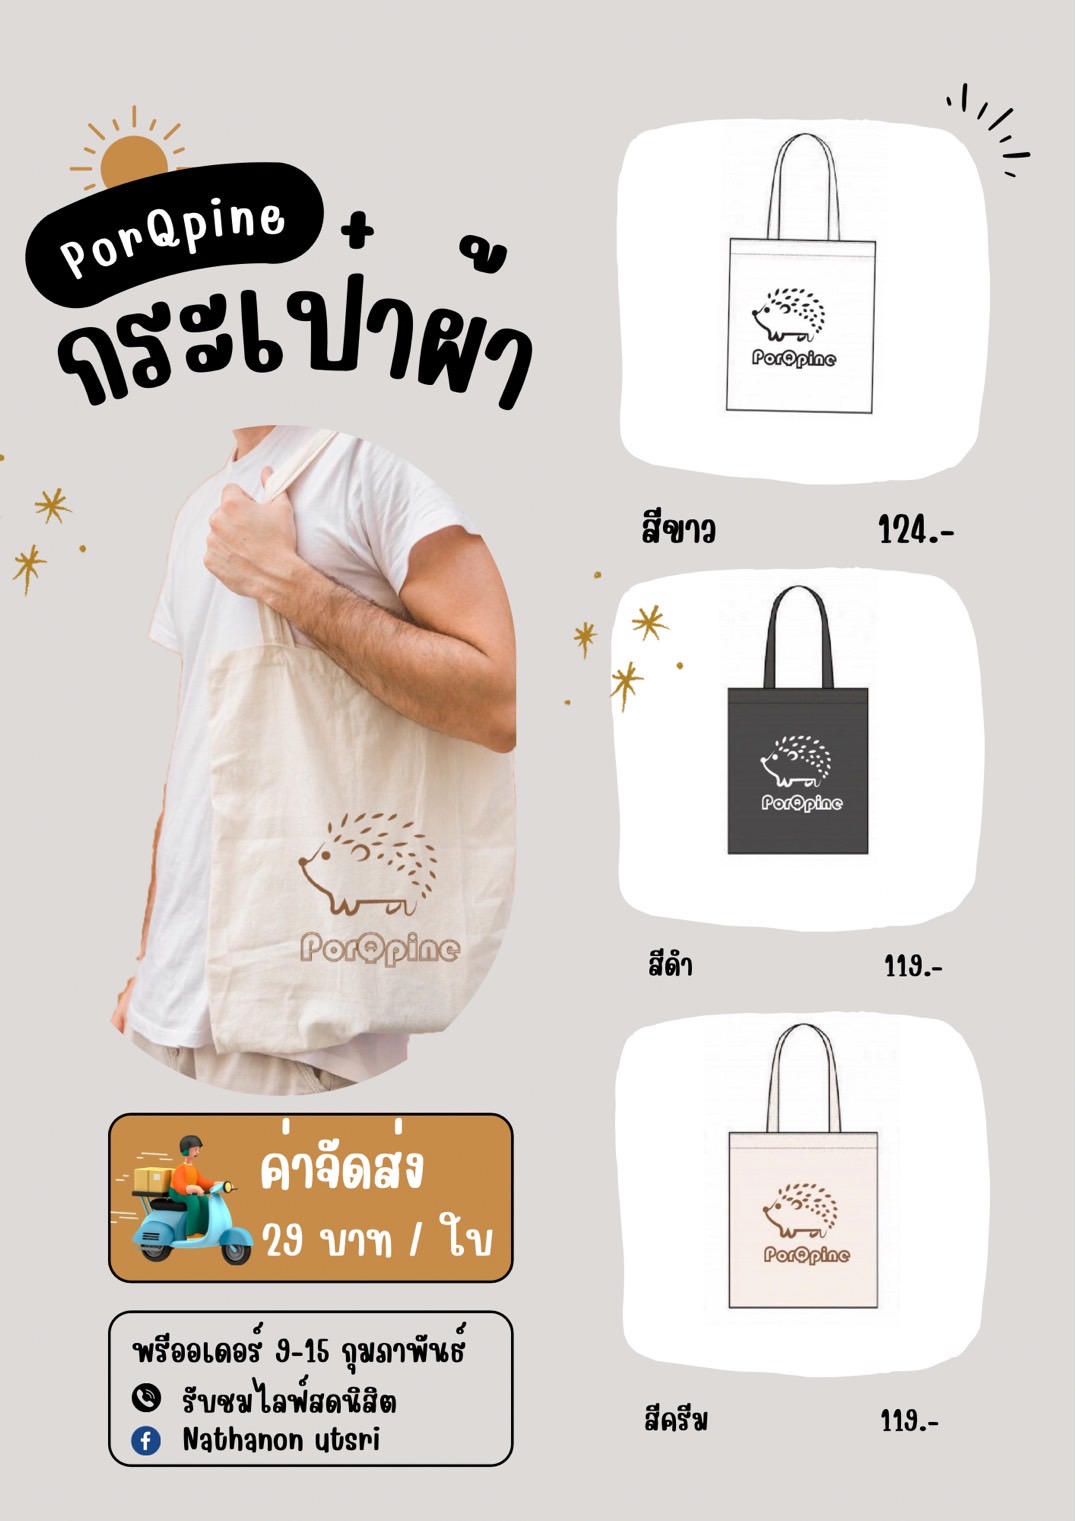 PorQpine
กระเป๋าผ้า
PorQpine
ค่าจัดส่ง
29 บาท / ใบ
พรีออเดอร์ 9-15 กุมภาพันธ์
รับชมไลฟ์สดนิสิต
Nathanon utsri
PorQpine
สีขาว 124.-
PorQpine
สีดำ 119.-
PorQpine
สีครีม 119.-